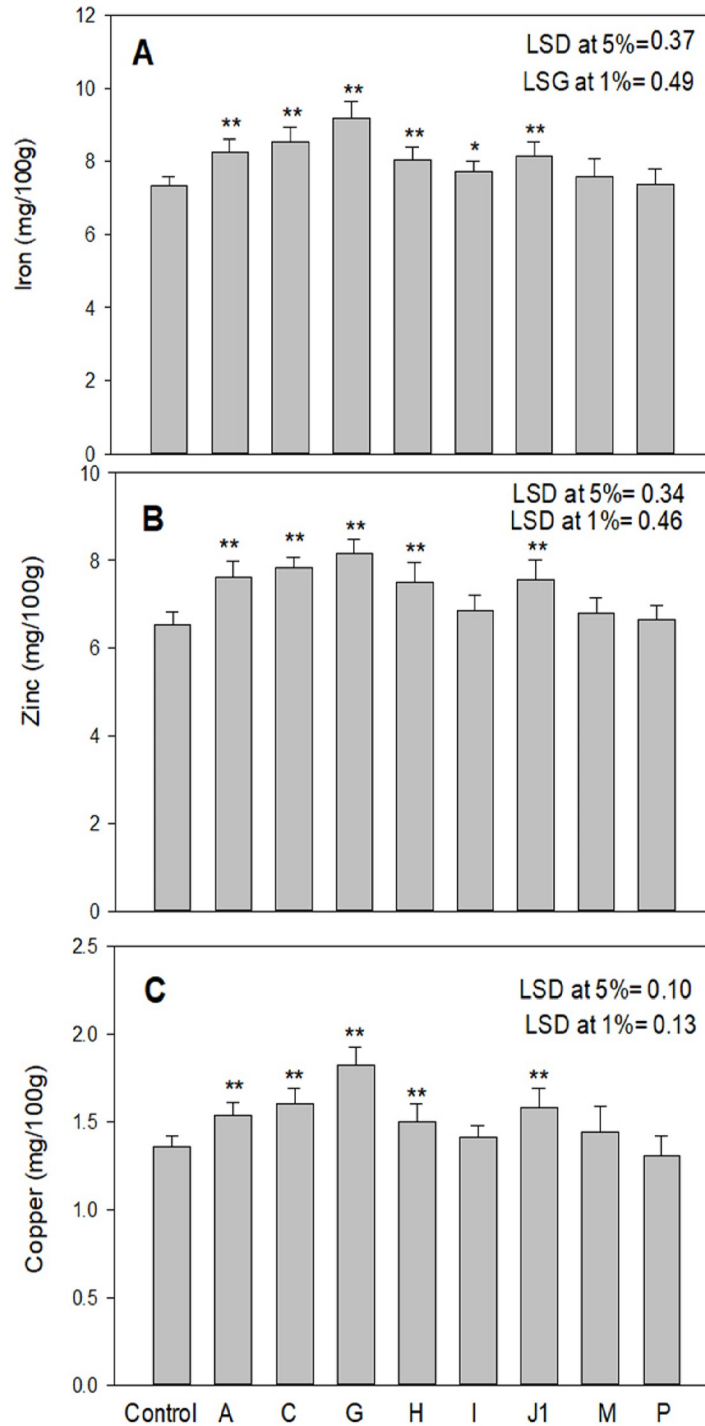 A
LSD at 5%= 0.37
LSG at 1%= 0.49
12
10
8
6
4
2
0
Iron (mg/100g)
** ** ** ** * **
B
LSD at 5%= 0.34
LSD at 1%= 0.46
10
8
6
4
2
0
Zinc (mg/100g)
** ** ** ** **
C
LSD at 5%= 0.10
LSD at 1%= 0.13
2.5
2.0
1.5
1.0
0.5
0.0
Copper (mg/100g)
** ** ** ** **
Control A C G H I J1 M P